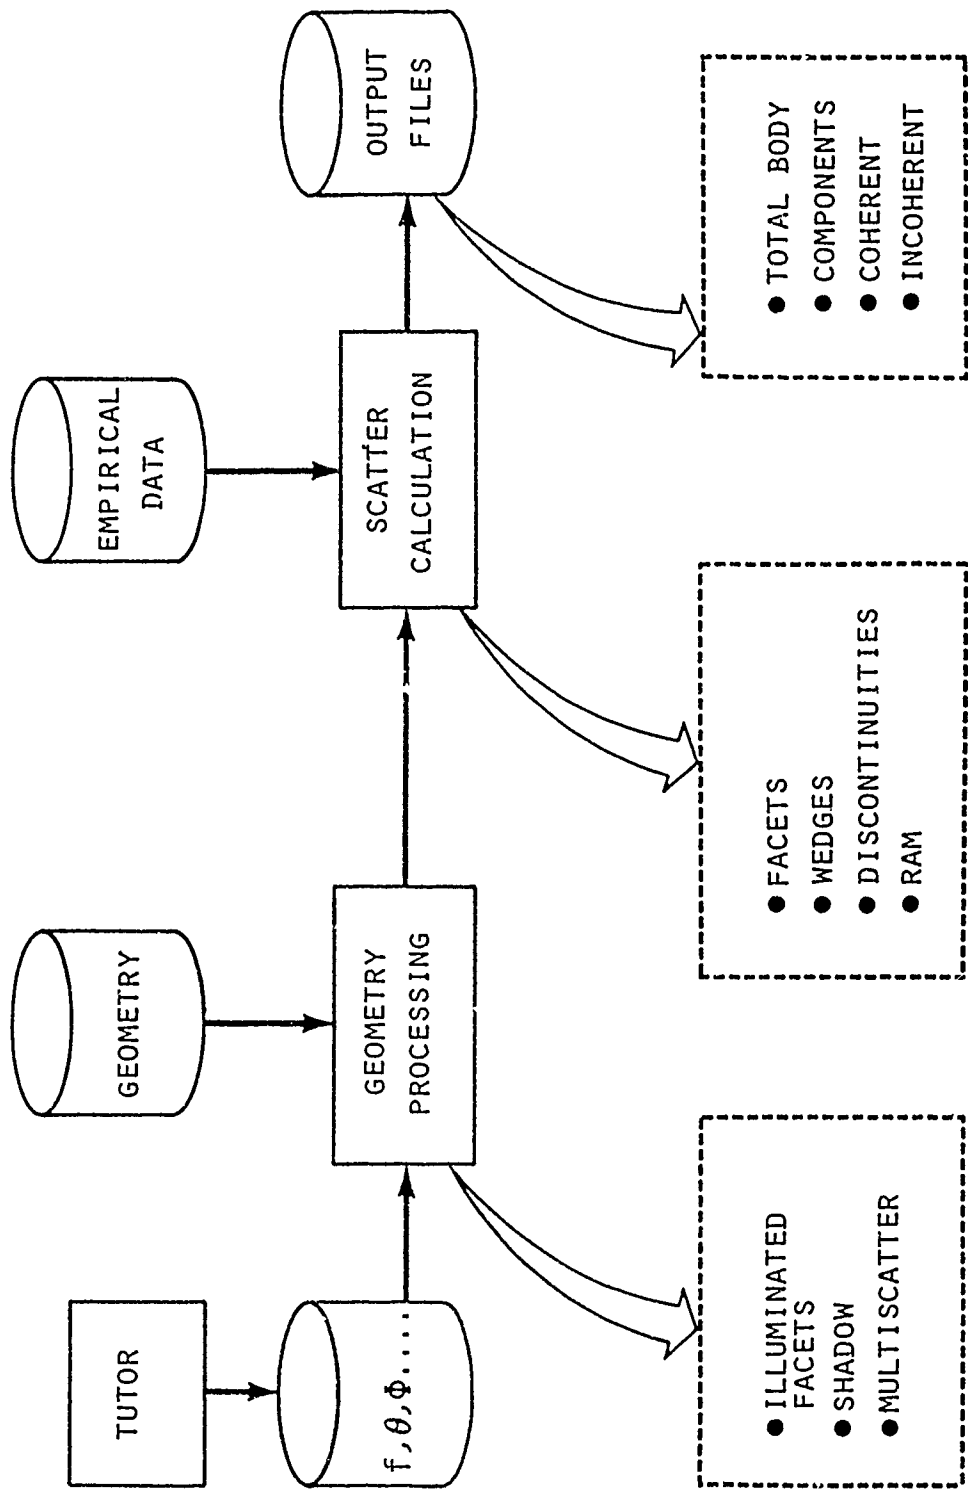 TUTOR
f,θ,Φ....
GEOMETRY
GEOMETRY
PROCESSING
EMPIRICAL
DATA
SCATTER
CALCULATION
OUTPUT
FILES
● ILLUMINATED
FACETS
● SHADOW
● MULTISCATTER
● FACETS
● WEDGES
● DISCONTINUITIES
● RAM
● TOTAL BODY
● COMPONENTS
● COHERENT
● INCOHERENT